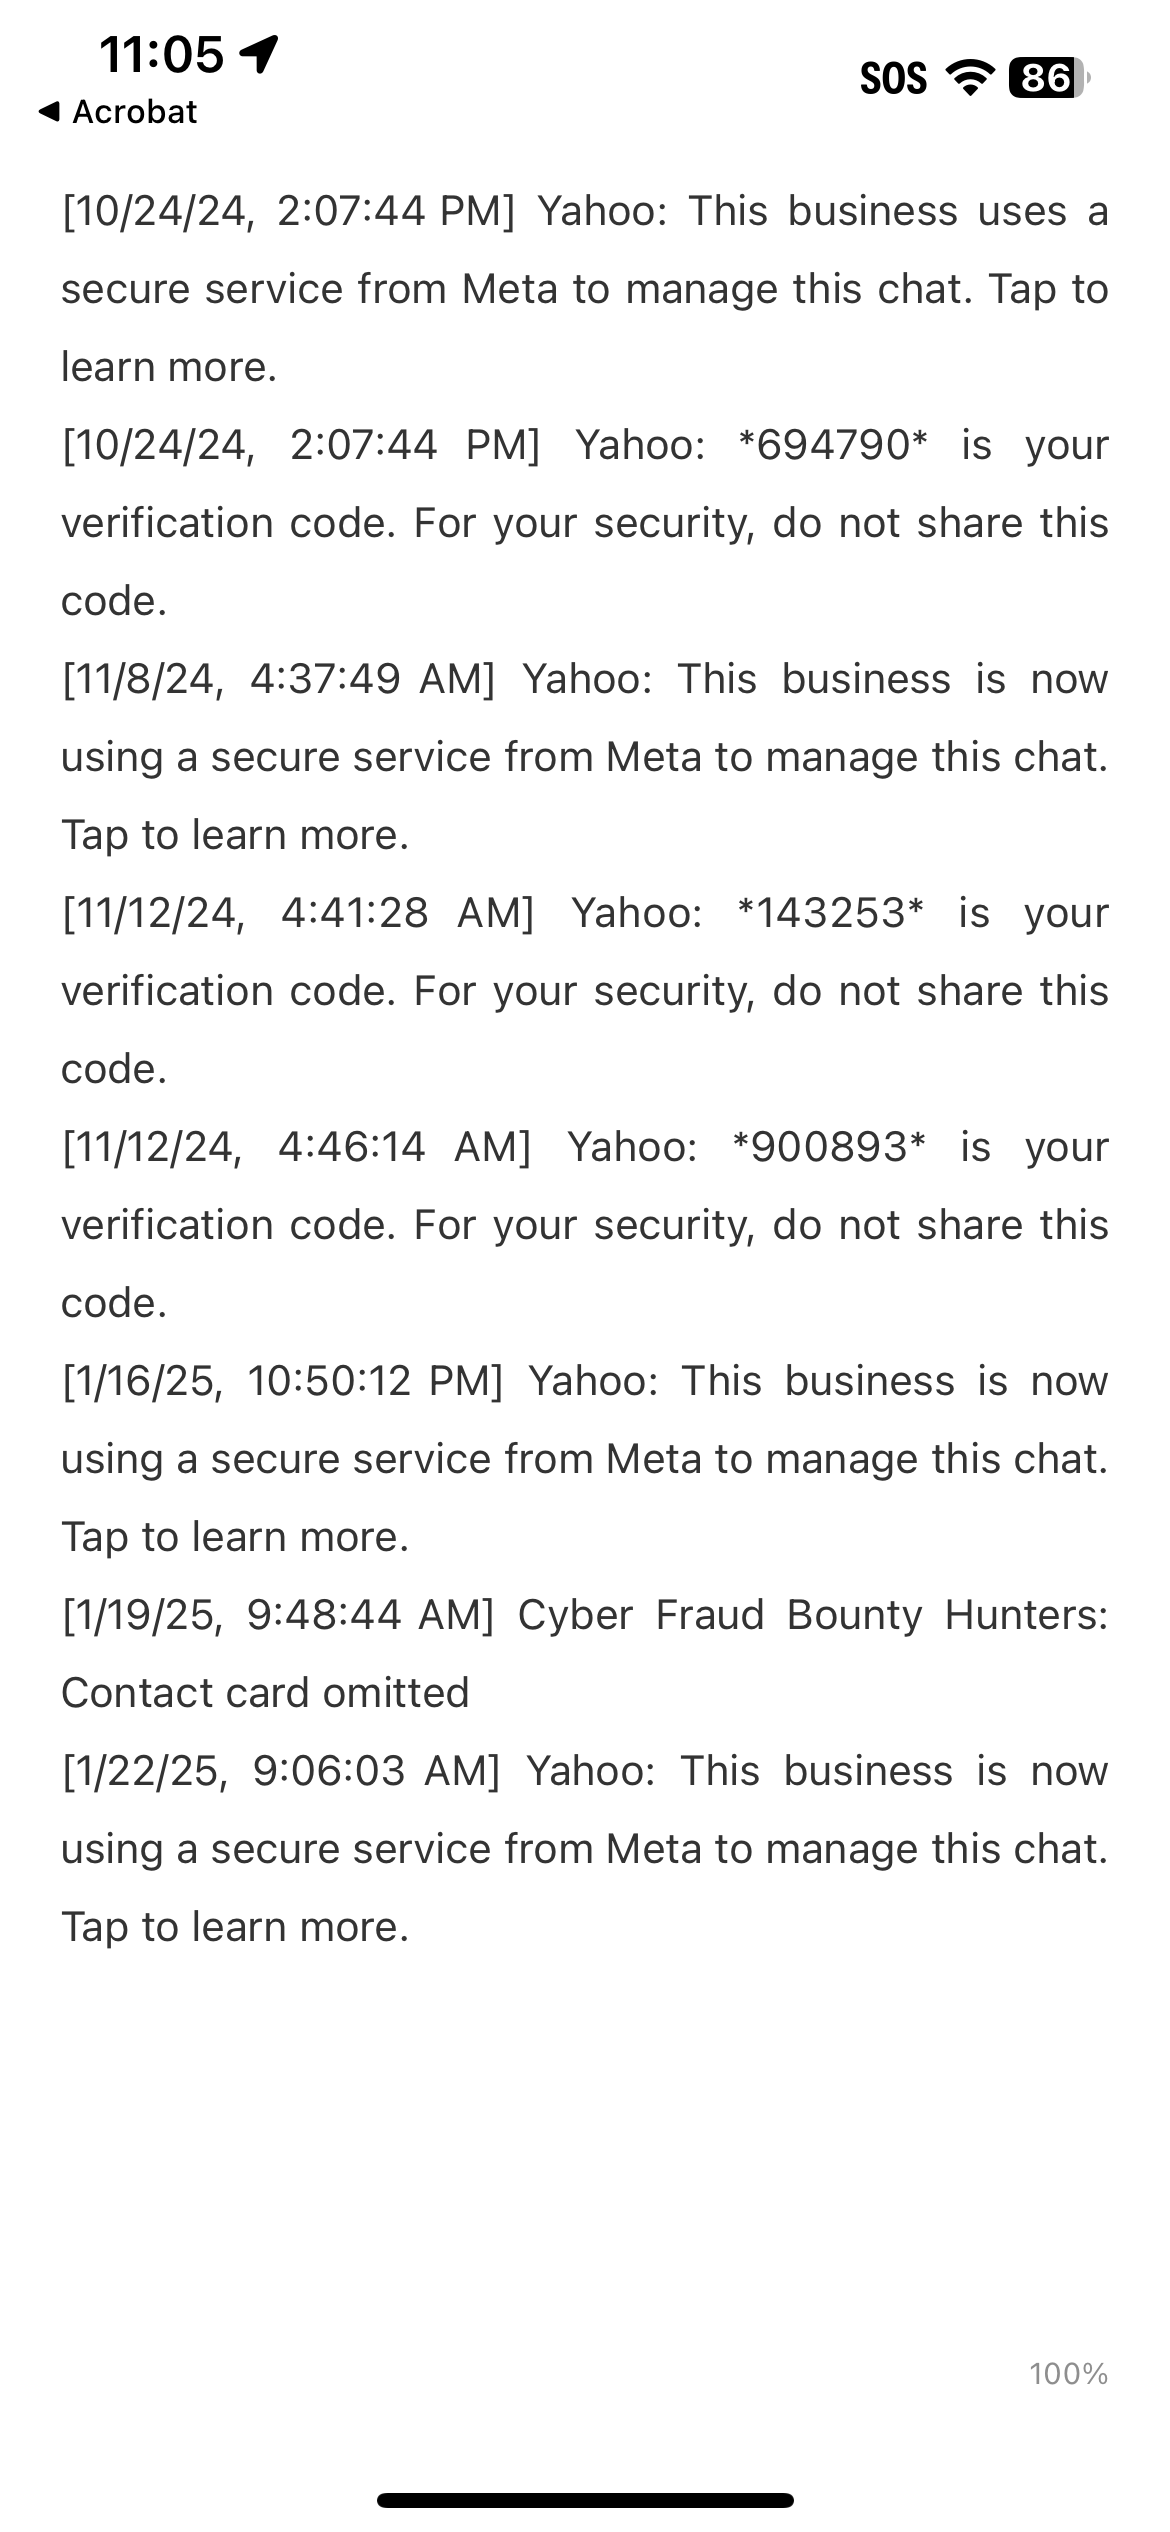 11:05
SOS 86
◀ Acrobat
[10/24/24, 2:07:44 PM] Yahoo: This business uses a
secure service from Meta to manage this chat. Tap to
learn more.
[10/24/24, 2:07:44 PM] Yahoo: *694790* is your
verification code. For your security, do not share this
code.
[11/8/24, 4:37:49 AM] Yahoo: This business is now
using a secure service from Meta to manage this chat.
Tap to learn more.
[11/12/24, 4:41:28 AM] Yahoo: *143253* is your
verification code. For your security, do not share this
code.
[11/12/24, 4:46:14 AM] Yahoo: *900893* is your
verification code. For your security, do not share this
code.
[1/16/25, 10:50:12 PM] Yahoo: This business is now
using a secure service from Meta to manage this chat.
Tap to learn more.
[1/19/25, 9:48:44 AM] Cyber Fraud Bounty Hunters:
Contact card omitted
[1/22/25, 9:06:03 AM] Yahoo: This business is now
using a secure service from Meta to manage this chat.
Tap to learn more.
100%